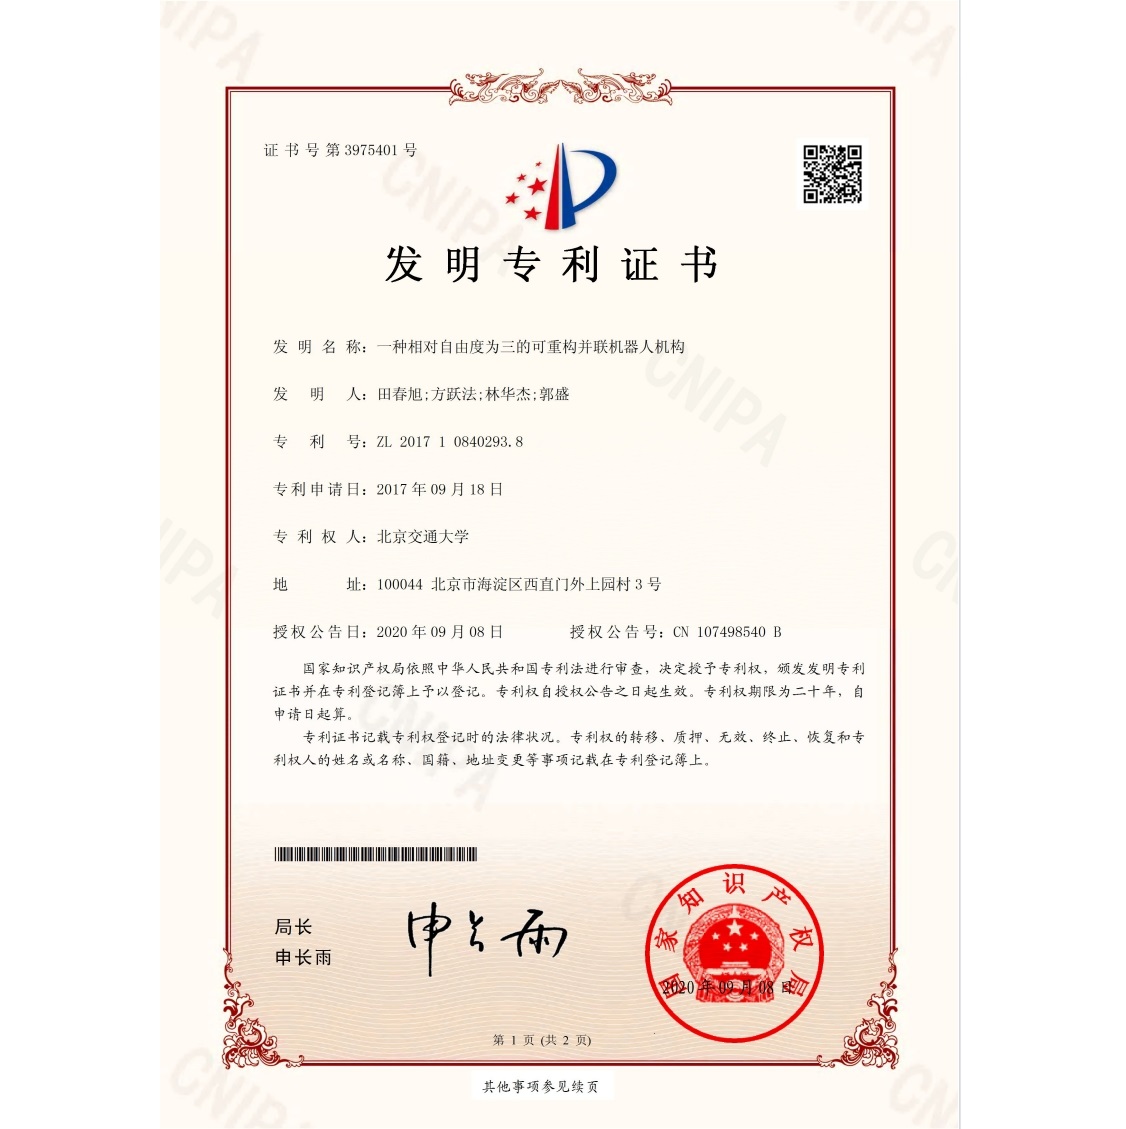 证书号第3975401号
发明专利证书
发明名称：一种相对自由度为三的可重构并联机器人机构
发明人：田春旭;方跃法;林华杰;郭盛
专利号：ZL 2017 1 0840293.8
专利申请日：2017年09月18日
专利权人：北京交通大学
地址：100044 北京市海淀区西直门外上园村3号
授权公告日：2020年09月08日 授权公告号：CN 107498540 B
国家知识产权局依照中华人民共和国专利法进行审查，决定授予专利权，颁发发明专利
证书并在专利登记簿上予以登记。专利权自授权公告之日起生效。专利权期限为二十年，自
申请日起算。
专利证书记载专利权登记时的法律状况。专利权的转移、质押、无效、终止、恢复和专
利权人的姓名或名称、国籍、地址变更等事项记载在专利登记簿上。
局长
申长雨
申长雨
国家知识产权局
2020年09月08日
第 1 页 (共 2 页)
其他事项参见续页
CNIPA
CNIPA
CNIPA
CNIPA
CNIPA